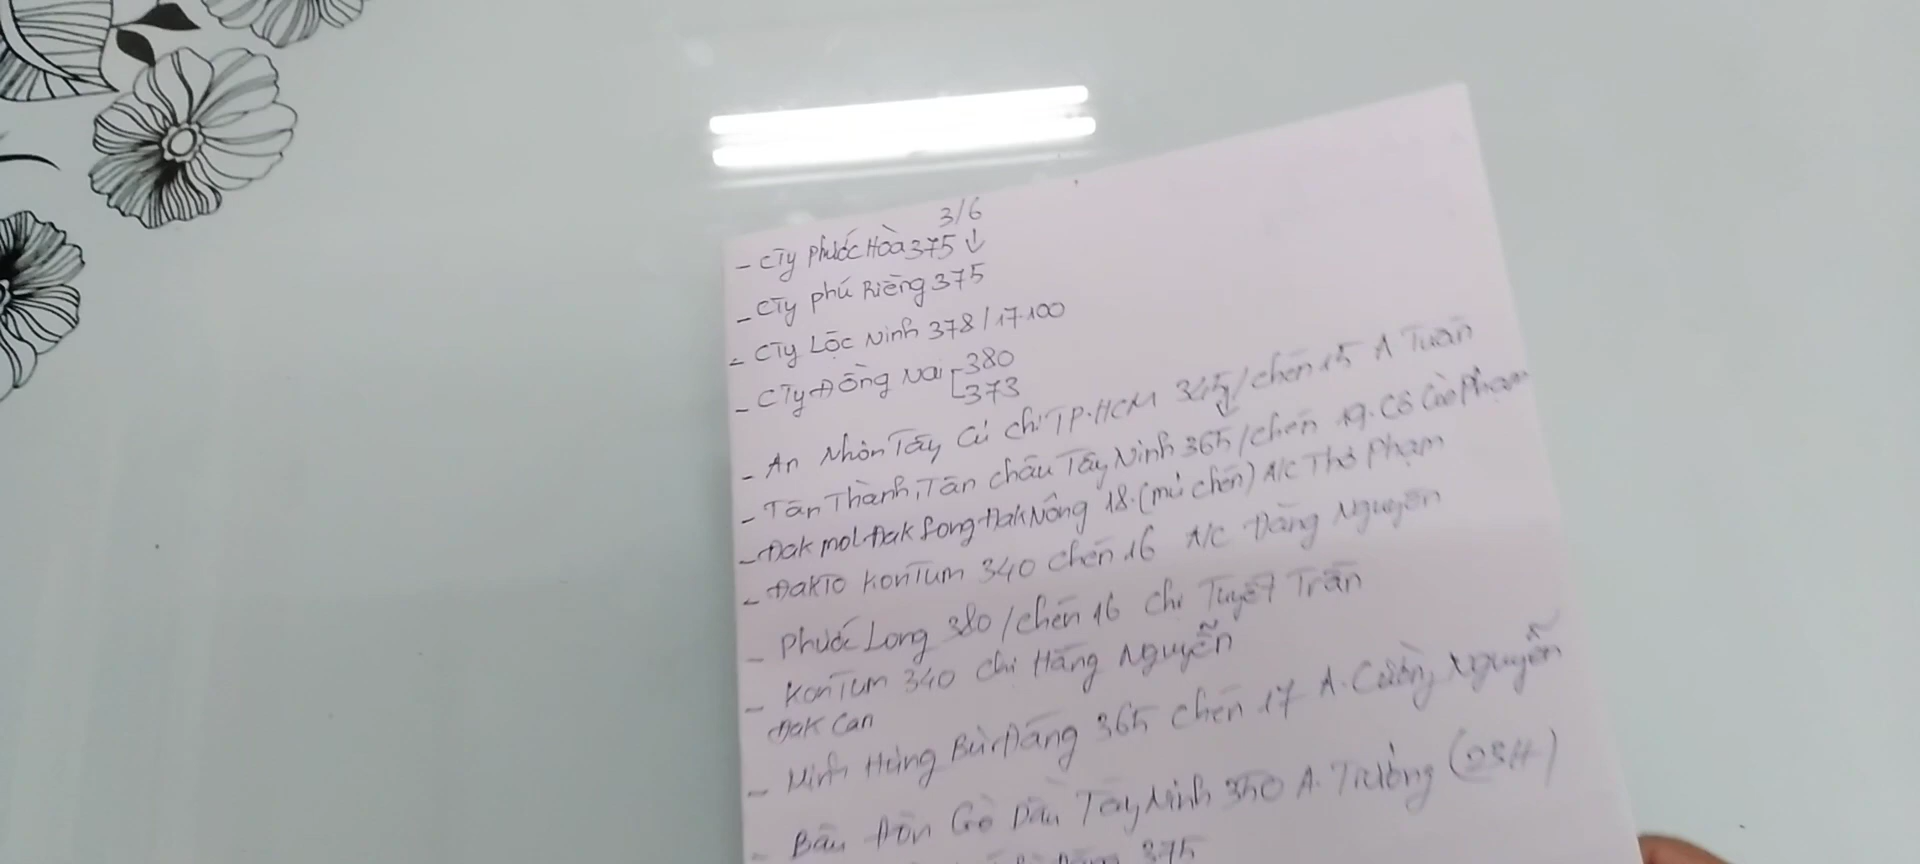 3/6
- CTy Phước Hòa 375 ↓
- CTy Phú Riềng 375
- CTy Lộc Ninh 378/17.100
- CTy Đồng Nai 380
373
- An Nhơn Tây Củ Chi TP.HCM 345/chén 15 A Tuấn
- Tân Thành, Tân Châu Tây Ninh 365/chén 19. Cô Phạm
- Đak mol Đak Song Đak Nông 18. (mủ chén) A/C Thơ Phạm
- Đak Tô Kon Tum 340 chén 16 A/C Đăng Nguyên
- Phước Long 380/chén 16 Chị Tuyết Trần
- Kon Tum 340 chị Hằng Nguyễn
Đak Can
- Minh Hưng Bù Đăng 365 chén 17 A. Cường Nguyễn
- Bàu Đồn Gò Dầu Tây Ninh 350 A. Trường
375